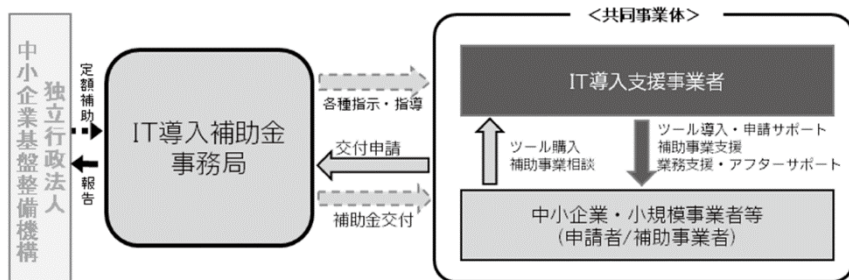 <共同事業体>
独立行政法人
中小企業基盤整備機構
定額補助
報告
IT導入補助金
事務局
各種指示・指導
交付申請
補助金交付
IT導入支援事業者
ツール購入
補助事業相談
ツール導入・申請サポート
補助事業支援
業務支援・アフターサポート
中小企業・小規模事業者等
(申請者/補助事業者)